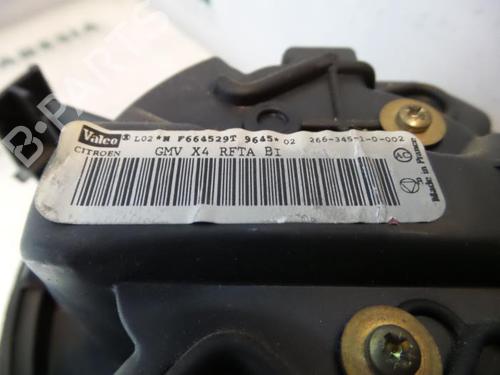 Valeo L02 *N F664529T 9645* 02 266-345-1-0-002
CITROEN GMV X4 RFTA BI
Made in France
B-PARTS